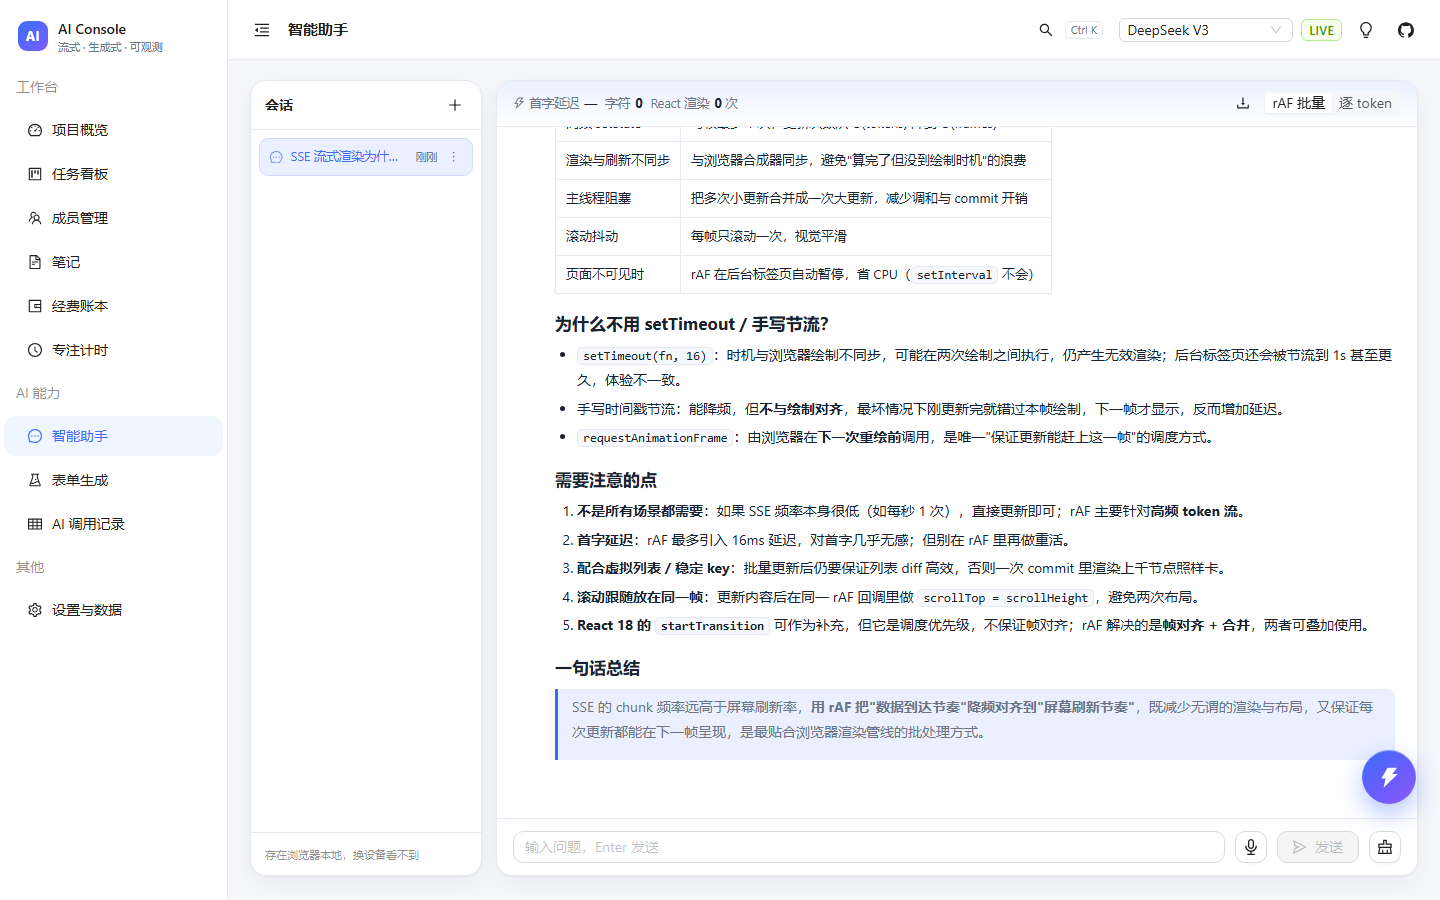 AI
AI Console
流式 · 生成式 · 可观测
工作台
项目概览
任务看板
成员管理
笔记
经费账本
专注计时
AI 能力
智能助手
表单生成
AI 调用记录
其他
设置与数据
智能助手
Ctrl K
DeepSeek V3
LIVE
会话
SSE 流式渲染为什... 刚刚
存在浏览器本地，换设备看不到
首字延迟 — 字符 0 React 渲染 0 次
rAF 批量 逐 token
渲染与刷新不同步 与浏览器合成器同步，避免"算完了但没到绘制时机"的浪费
主线程阻塞 把多次小更新合并成一次大更新，减少调和与 commit 开销
滚动抖动 每帧只滚动一次，视觉平滑
页面不可见时 rAF 在后台标签页自动暂停，省 CPU（setInterval 不会）
为什么不用 setTimeout / 手写节流？
• setTimeout(fn, 16)：时机与浏览器绘制不同步，可能在两次绘制之间执行，仍产生无效渲染；后台标签页还会被节流到 1s 甚至更
久，体验不一致。
• 手写时间戳节流：能降频，但不与绘制对齐，最坏情况下刚更新完就错过本帧绘制，下一帧才显示，反而增加延迟。
• requestAnimationFrame：由浏览器在下一次重绘前调用，是唯一"保证更新能赶上这一帧"的调度方式。
需要注意的点
1. 不是所有场景都需要：如果 SSE 频率本身很低（如每秒 1 次），直接更新即可；rAF 主要针对高频 token 流。
2. 首字延迟：rAF 最多引入 16ms 延迟，对首字几乎无感；但别在 rAF 里再做重活。
3. 配合虚拟列表 / 稳定 key：批量更新后仍要保证列表 diff 高效，否则一次 commit 里渲染上千节点照样卡。
4. 滚动跟随放在同一帧：更新内容后在同一 rAF 回调里做 scrollTop = scrollHeight，避免两次布局。
5. React 18 的 startTransition 可作为补充，但它是调度优先级，不保证帧对齐；rAF 解决的是帧对齐 + 合并，两者可叠加使用。
一句话总结
SSE 的 chunk 频率远高于屏幕刷新率，用 rAF 把"数据到达节奏"降频对齐到"屏幕刷新节奏"，既减少无谓的渲染与布局，又保证每
次更新都能在下一帧呈现，是最贴合浏览器渲染管线的批处理方式。
输入问题，Enter 发送
发送